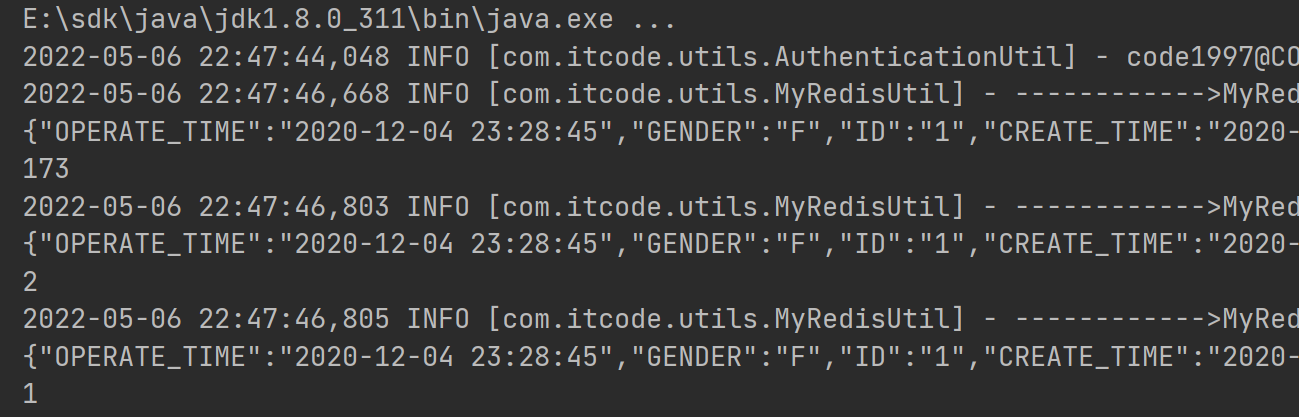 E:\sdk\java\jdk1.8.0_311\bin\java.exe ...
2022-05-06 22:47:44,048 INFO [com.itcode.utils.AuthenticationUtil] - code1997@CO
2022-05-06 22:47:46,668 INFO [com.itcode.utils.MyRedisUtil] - ------------>MyRed
{"OPERATE_TIME":"2020-12-04 23:28:45","GENDER":"F","ID":"1","CREATE_TIME":"2020-
173
2022-05-06 22:47:46,803 INFO [com.itcode.utils.MyRedisUtil] - ------------>MyRed
{"OPERATE_TIME":"2020-12-04 23:28:45","GENDER":"F","ID":"1","CREATE_TIME":"2020-
2
2022-05-06 22:47:46,805 INFO [com.itcode.utils.MyRedisUtil] - ------------>MyRed
{"OPERATE_TIME":"2020-12-04 23:28:45","GENDER":"F","ID":"1","CREATE_TIME":"2020-
1